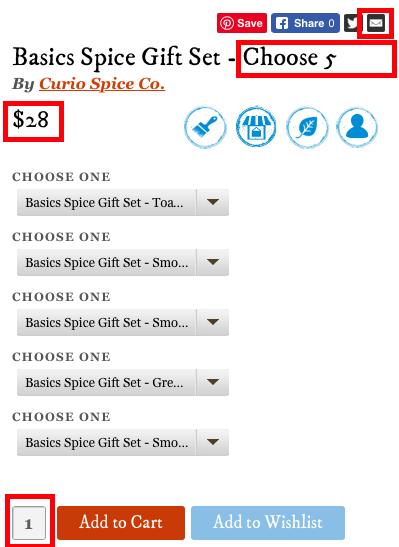 Save Share 0
Basics Spice Gift Set - Choose 5
By Curio Spice Co.
$28
CHOOSE ONE
Basics Spice Gift Set - Toa...
CHOOSE ONE
Basics Spice Gift Set - Smo...
CHOOSE ONE
Basics Spice Gift Set - Smo...
CHOOSE ONE
Basics Spice Gift Set - Gre...
CHOOSE ONE
Basics Spice Gift Set - Smo...
1 Add to Cart Add to Wishlist